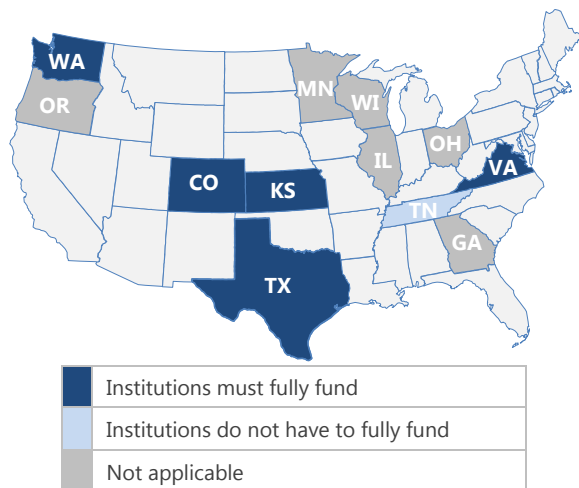 WA
OR
MN
WI
IL
OH
CO
KS
VA
TN
GA
TX
Institutions must fully fund
Institutions do not have to fully fund
Not applicable